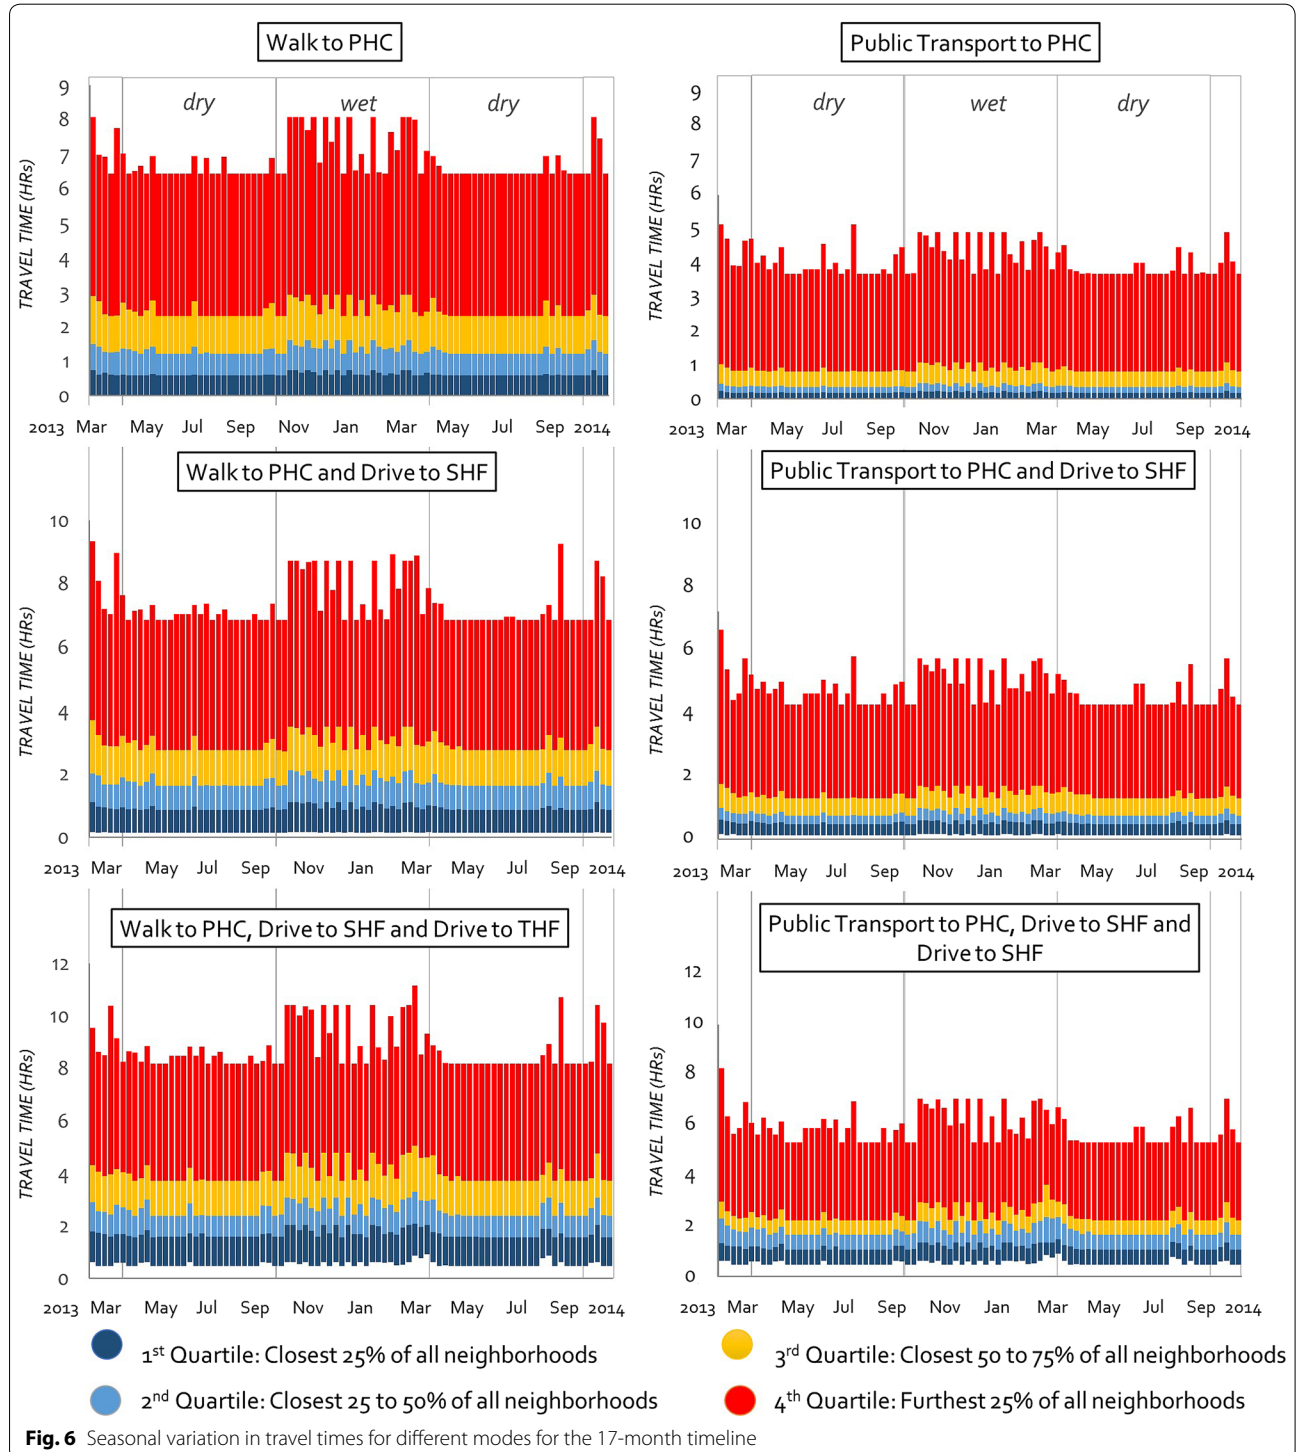 Walk to PHC
9
8
7
6
5
4
3
2
1
0
TRAVEL TIME (HRs)
dry wet dry
2013 Mar May Jul Sep Nov Jan Mar May Jul Sep 2014
Public Transport to PHC
9
8
7
6
5
4
3
2
1
0
TRAVEL TIME (HRs)
dry wet dry
2013 Mar May Jul Sep Nov Jan Mar May Jul Sep 2014
Walk to PHC and Drive to SHF
10
8
6
4
2
0
TRAVEL TIME (HRs)
2013 Mar May Jul Sep Nov Jan Mar May Jul Sep 2014
Public Transport to PHC and Drive to SHF
10
8
6
4
2
0
TRAVEL TIME (HRs)
2013 Mar May Jul Sep Nov Jan Mar May Jul Sep 2014
Walk to PHC, Drive to SHF and Drive to THF
12
10
8
6
4
2
0
TRAVEL TIME (HRs)
2013 Mar May Jul Sep Nov Jan Mar May Jul Sep 2014
Public Transport to PHC, Drive to SHF and
Drive to SHF
12
10
8
6
4
2
0
TRAVEL TIME (HRs)
2013 Mar May Jul Sep Nov Jan Mar May Jul Sep 2014
1st Quartile: Closest 25% of all neighborhoods
3rd Quartile: Closest 50 to 75% of all neighborhoods
2nd Quartile: Closest 25 to 50% of all neighborhoods
4th Quartile: Furthest 25% of all neighborhoods
Fig. 6 Seasonal variation in travel times for different modes for the 17-month timeline